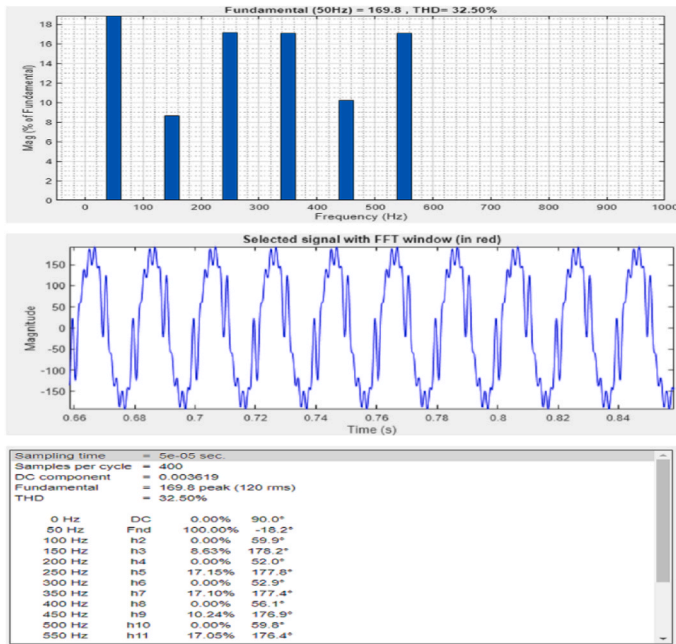 Fundamental (50Hz) = 169.8 , THD= 32.50%
Mag (% of Fundamental)
18
16
14
12
10
8
6
4
2
0
0 100 200 300 400 500 600 700 800 900 1000
Frequency (Hz)
Selected signal with FFT window (in red)
Magnitude
150
100
50
0
-50
-100
-150
0.66 0.68 0.7 0.72 0.74 0.76 0.78 0.8 0.82 0.84
Time (s)
Sampling time = 5e-05 sec.
Samples per cycle = 400
DC component = 0.003619
Fundamental = 169.8 peak (120 rms)
THD = 32.50%
0 Hz DC 0.00% 90.0°
50 Hz Fnd 100.00% -18.2°
100 Hz h2 0.00% 59.9°
150 Hz h3 8.63% 178.2°
200 Hz h4 0.00% 52.0°
250 Hz h5 17.15% 177.8°
300 Hz h6 0.00% 52.9°
350 Hz h7 17.10% 177.4°
400 Hz h8 0.00% 56.1°
450 Hz h9 10.24% 176.9°
500 Hz h10 0.00% 59.8°
550 Hz h11 17.05% 176.4°